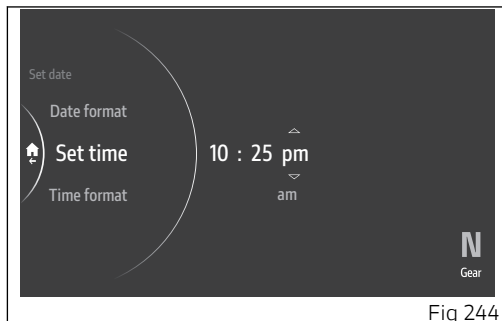 Set date
Date format
Set time
10 : 25 pm
Time format
am
N
Gear
Fig 244